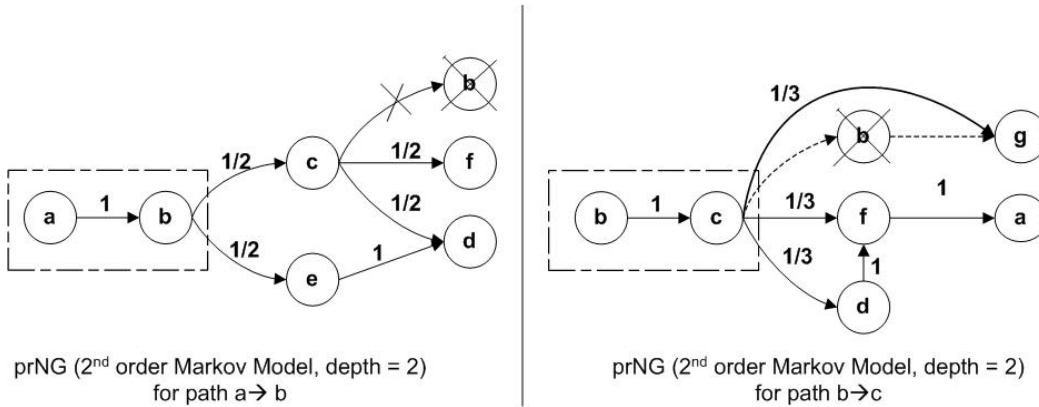 b
1/2
c
1/2
f
a
1
b
1/2
1/2
e
1
d
prNG (2nd order Markov Model, depth = 2)
for path a→ b
1/3
b
g
b
1
c
1/3
f
1
a
1/3
1
d
prNG (2nd order Markov Model, depth = 2)
for path b→c